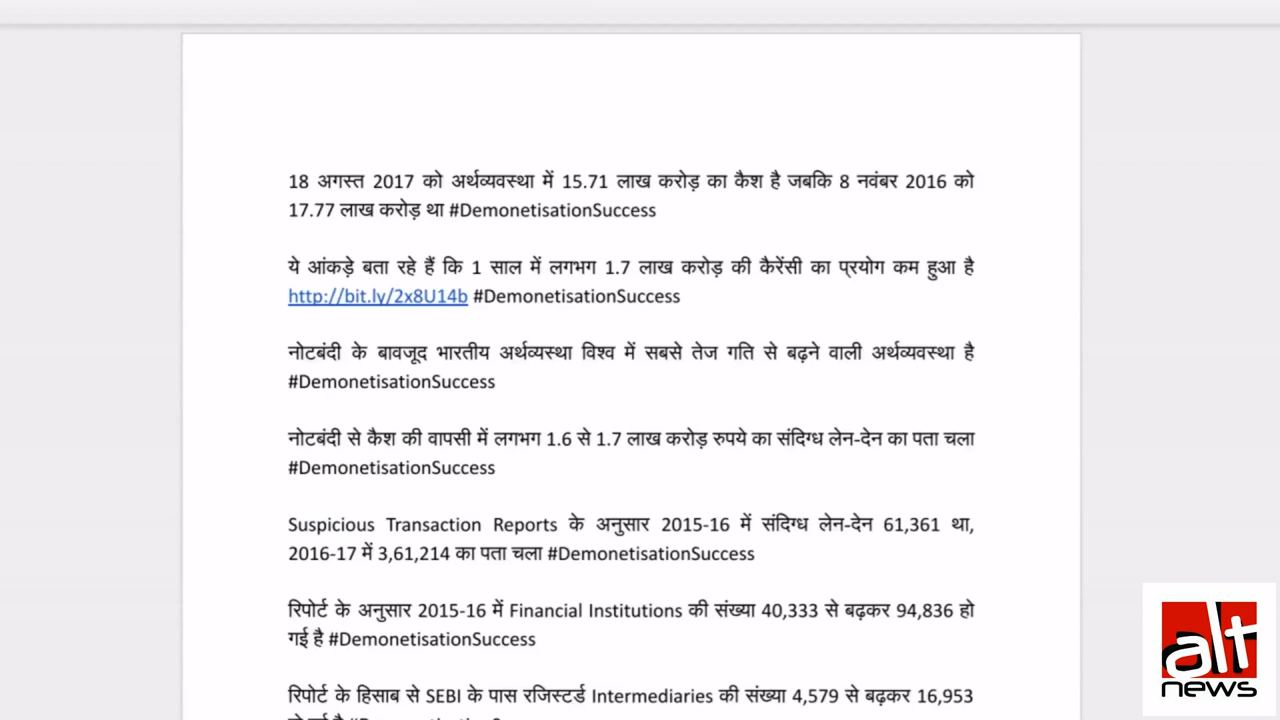 18 अगस्त 2017 को अर्थव्यवस्था में 15.71 लाख करोड़ का कैश है जबकि 8 नवंबर 2016 को
17.77 लाख करोड़ था #DemonetisationSuccess
ये आंकड़े बता रहे हैं कि 1 साल में लगभग 1.7 लाख करोड़ की कैरेंसी का प्रयोग कम हुआ है
http://bit.ly/2x8U14b #DemonetisationSuccess
नोटबंदी के बावजूद भारतीय अर्थव्यस्था विश्व में सबसे तेज गति से बढ़ने वाली अर्थव्यवस्था है
#DemonetisationSuccess
नोटबंदी से कैश की वापसी में लगभग 1.6 से 1.7 लाख करोड़ रुपये का संदिग्ध लेन-देन का पता चला
#DemonetisationSuccess
Suspicious Transaction Reports के अनुसार 2015-16 में संदिग्ध लेन-देन 61,361 था,
2016-17 में 3,61,214 का पता चला #DemonetisationSuccess
रिपोर्ट के अनुसार 2015-16 में Financial Institutions की संख्या 40,333 से बढ़कर 94,836 हो
गई है #DemonetisationSuccess
रिपोर्ट के हिसाब से SEBI के पास रजिस्टर्ड Intermediaries की संख्या 4,579 से बढ़कर 16,953
alt
news